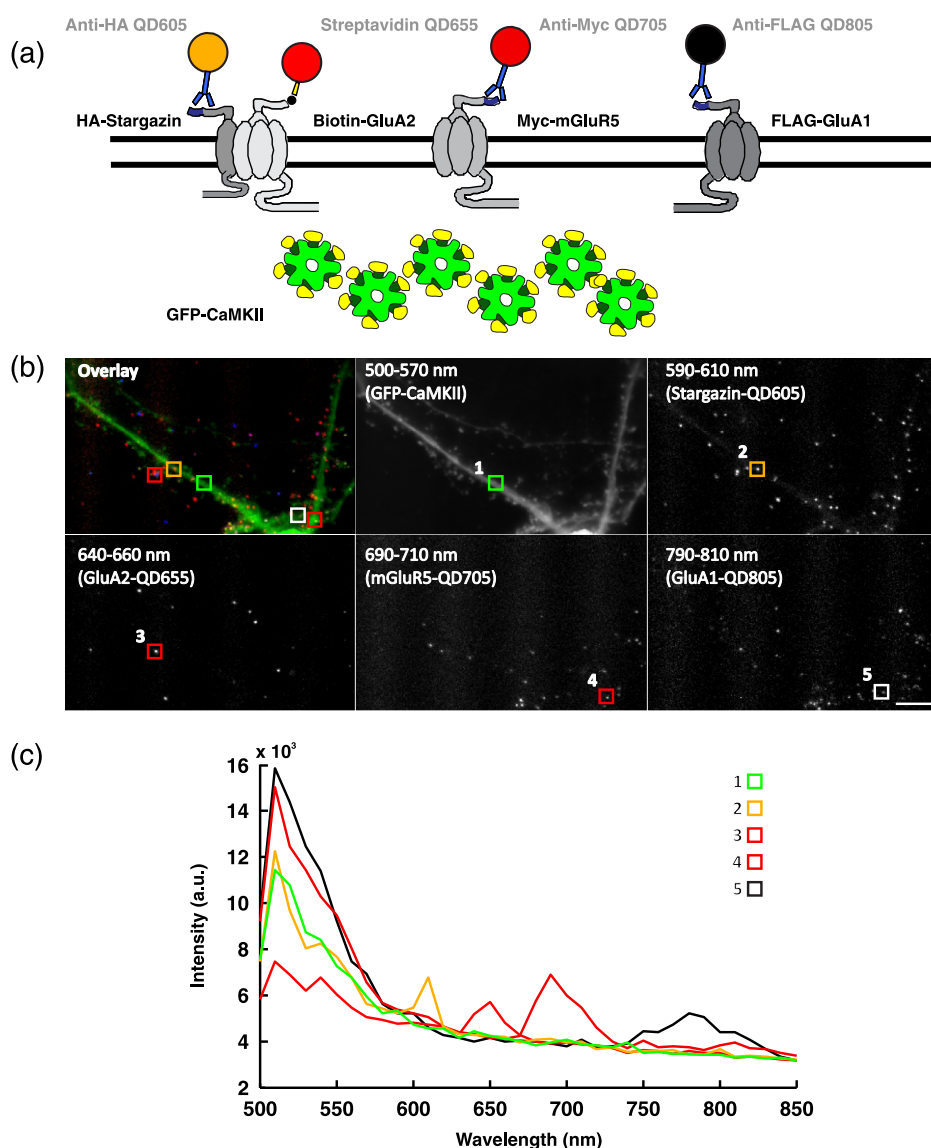 Anti-HA QD605 Streptavidin QD655 Anti-Myc QD705 Anti-FLAG QD805
(a)
HA-Stargazin Biotin-GluA2 Myc-mGluR5 FLAG-GluA1
GFP-CaMKII
(b)
Overlay
500-570 nm
(GFP-CaMKII)
1
590-610 nm
(Stargazin-QD605)
2
640-660 nm
(GluA2-QD655)
3
690-710 nm
(mGluR5-QD705)
4
790-810 nm
(GluA1-QD805)
5
(c)
x 10³
16
14
12
10
8
6
4
2
Intensity (a.u.)
500 550 600 650 700 750 800 850
Wavelength (nm)
1
2
3
4
5